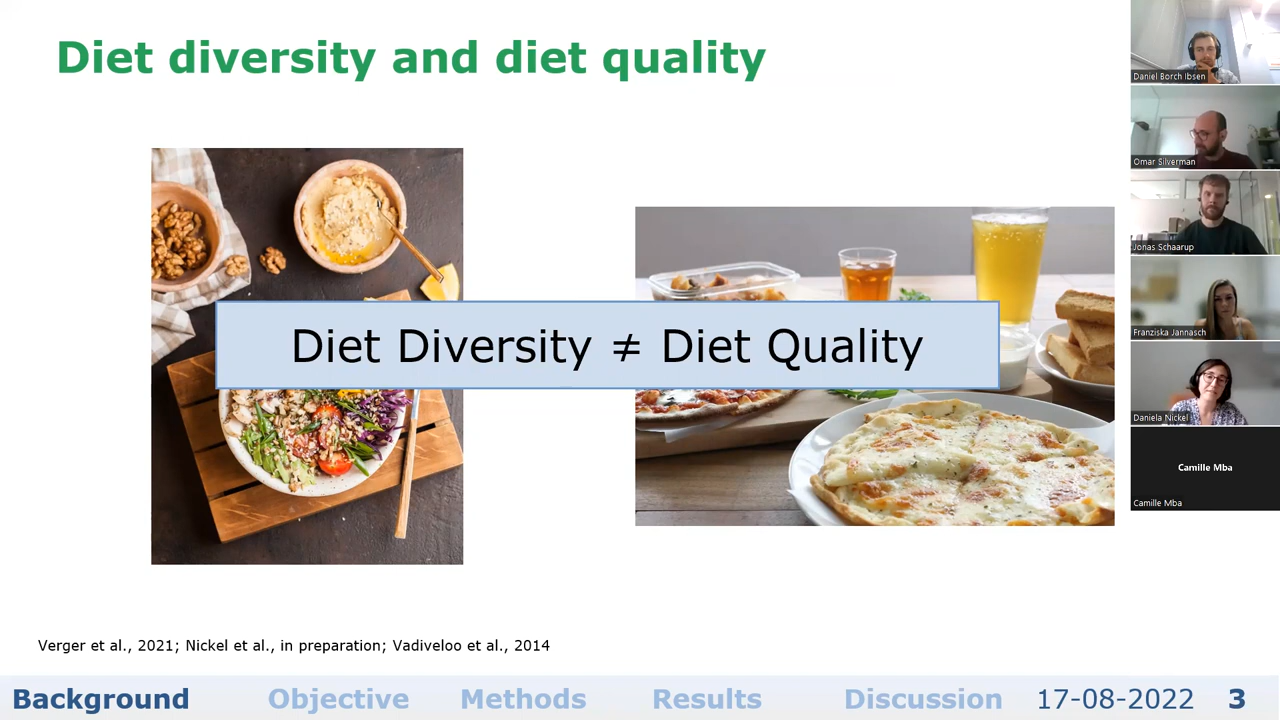 Diet diversity and diet quality
Diet Diversity ≠ Diet Quality
Verger et al., 2021; Nickel et al., in preparation; Vadiveloo et al., 2014
Background Objective Methods Results Discussion 17-08-2022 3
Daniel Borch Ibsen
Omar Silverman
Jonas Schaarup
Franziska Jannasch
Daniela Nickel
Camille Mba
Camille Mba